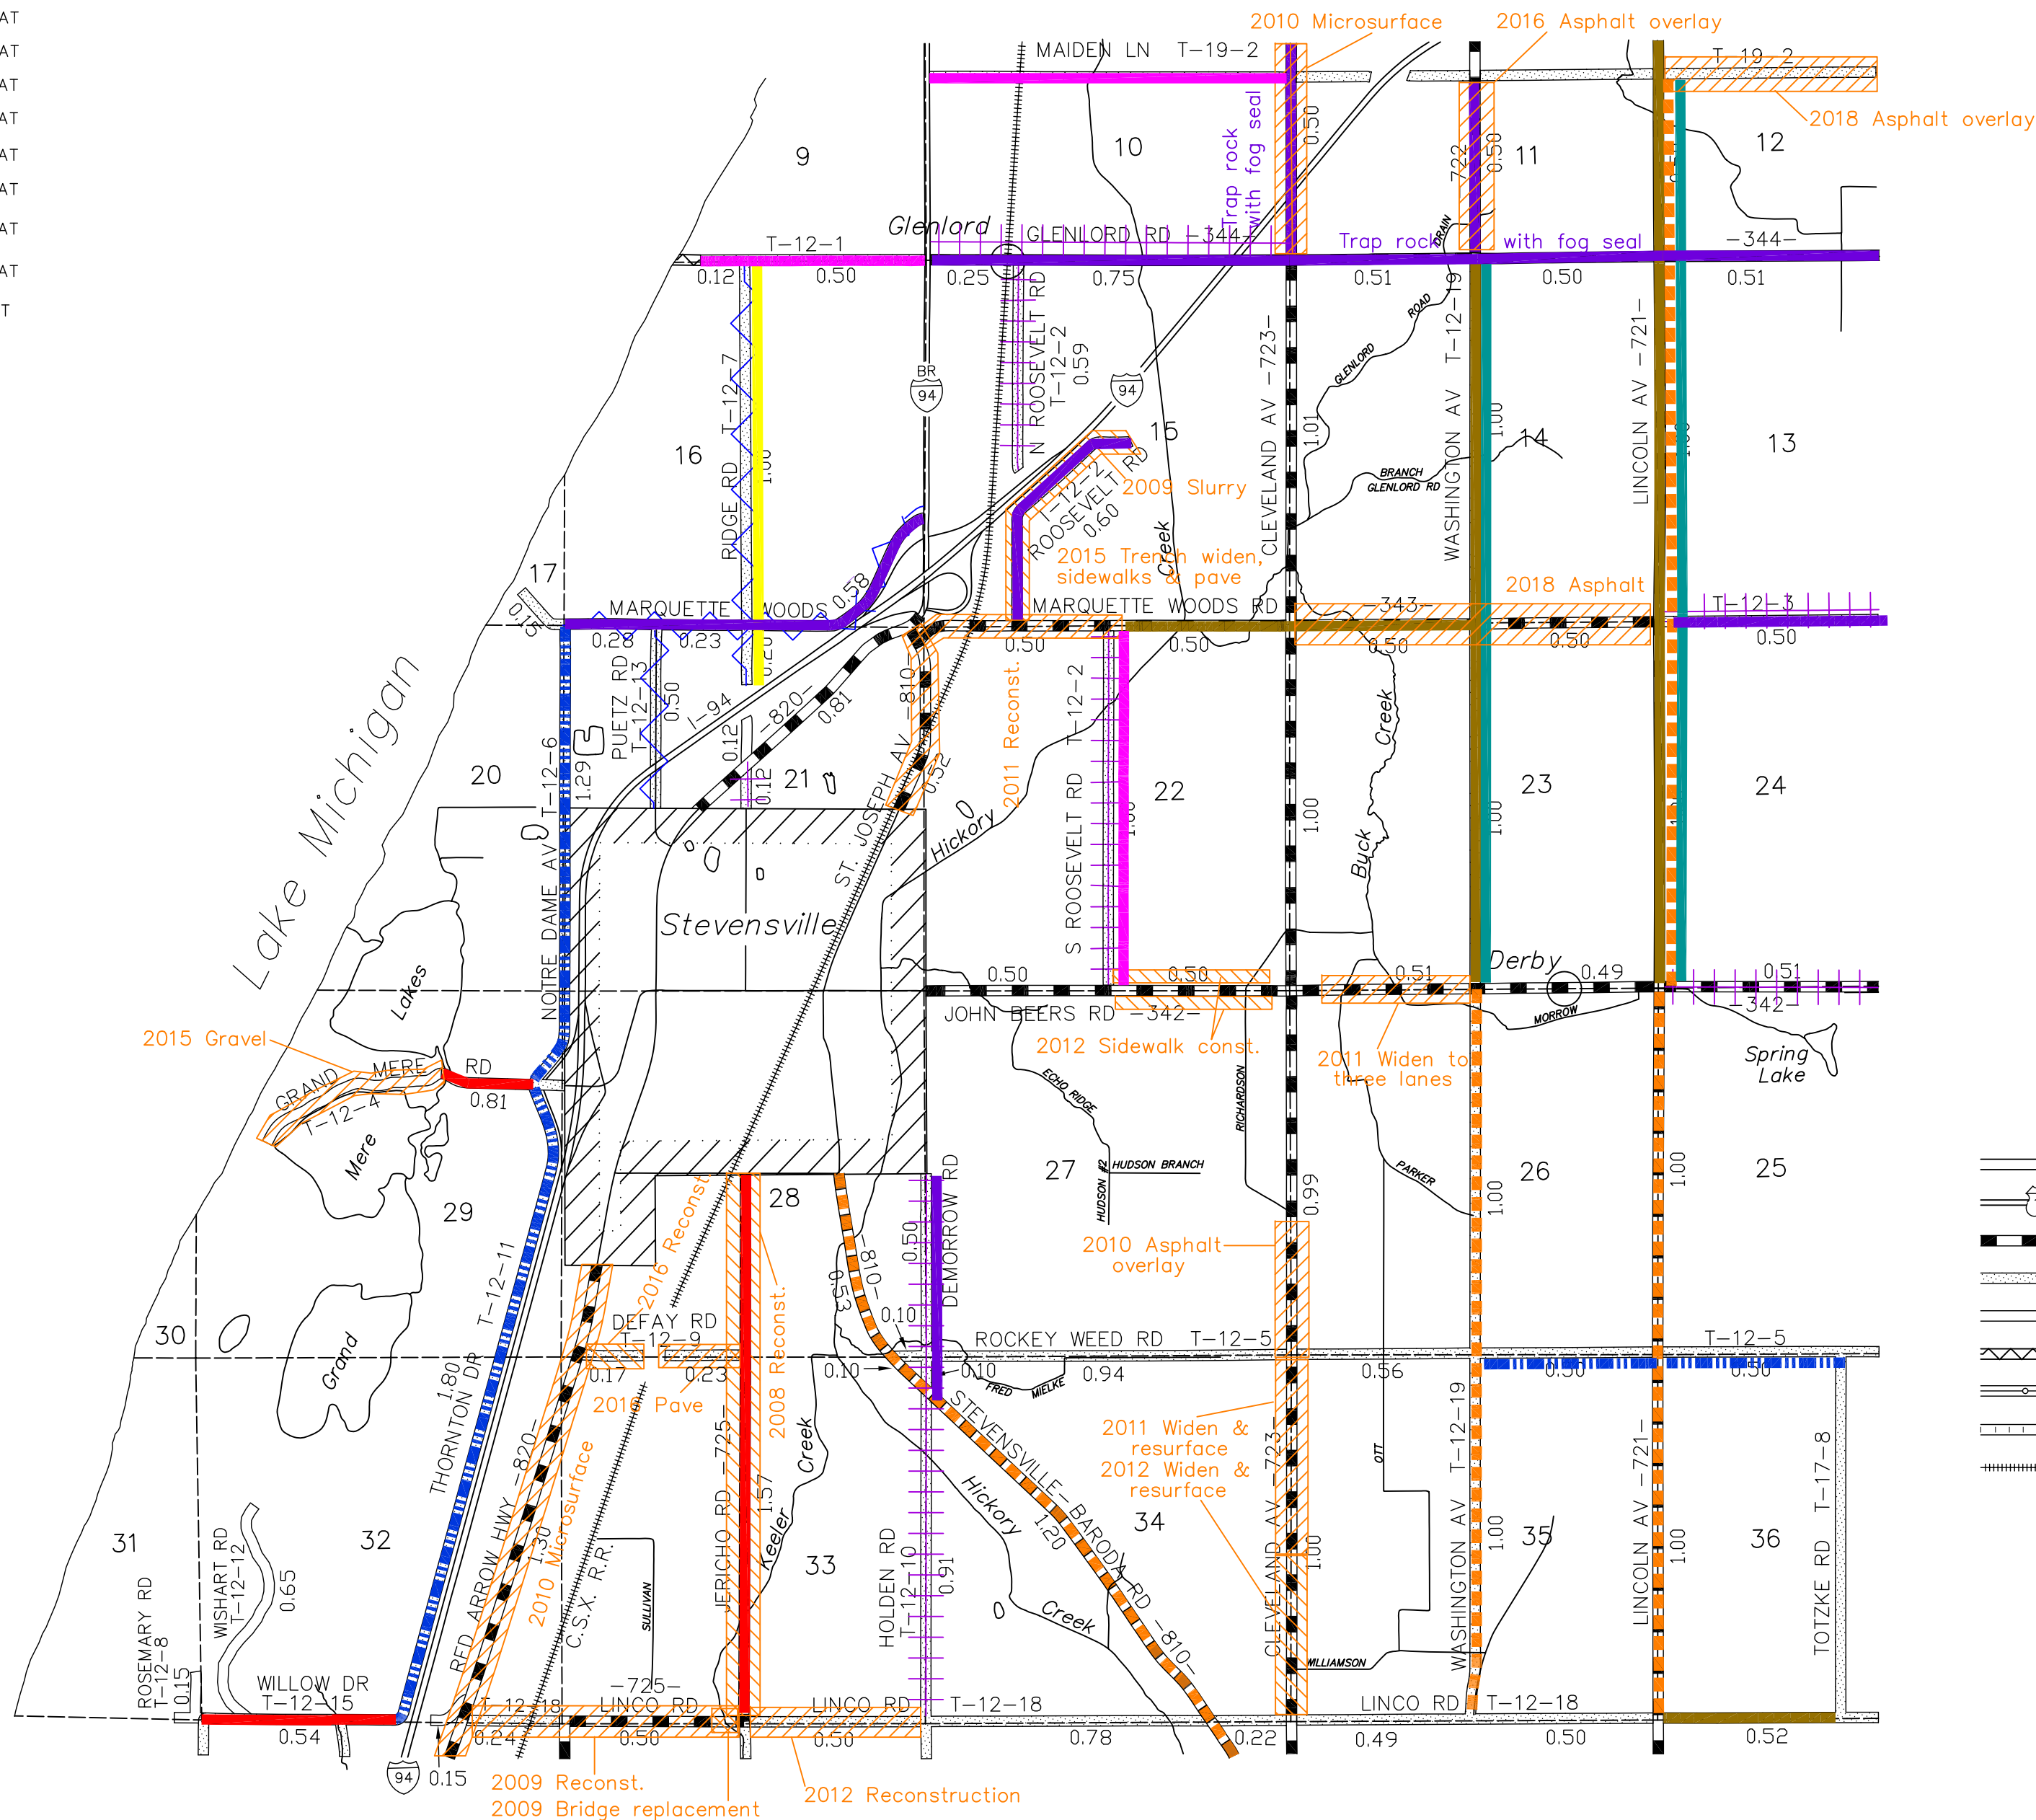 AT
AT
AT
AT
AT
AT
AT
AT
T
2010 Microsurface
2016 Asphalt overlay
MAIDEN LN T-19-2
T-19-2
2018 Asphalt overlay
9
10
11
12
Trap rock
with fog seal
0.50
722
0.50
DRAIN
Glenlord
T-12-1
GLENLORD RD -344-
Trap rock
with fog seal
-344-
0.12
0.50
0.25
0.75
0.51
0.50
0.51
RIDGE RD T-12-7
1.00
N ROOSEVELT RD
T-12-2
0.59
BR
94
94
CLEVELAND AV -723-
1.01
ROAD
GLENLORD
WASHINGTON AV T-12-19
1.00
LINCOLN AV -721-
16
15
14
13
BRANCH
GLENLORD RD
2009 Slurry
T-12-2
ROOSEVELT RD
0.60
Creek
2015 Trench widen,
sidewalks & pave
2018 Asphalt
17
0.15
MARQUETTE WOODS
0.58
MARQUETTE WOODS RD
-343-
T-12-3
0.28
0.23
0.50
0.50
0.50
0.50
0.50
PUETZ RD
T-12-13
0.50
I-94
-820-
0.81
-810-
ST. JOSEPH AV
0.52
2011 Reconst.
S ROOSEVELT RD T-12-2
1.00
Lake Michigan
20
NOTRE DAME AV T-12-6
1.29
0.12
0.12
21
22
1.00
Buck
Creek
23
1.00
24
Hickory
Stevensville
Lakes
Derby
0.50
0.50
0.51
0.49
0.51
JOHN BEERS RD -342-
-342-
MORROW
2012 Sidewalk const.
2011 Widen to
three lanes
Spring
Lake
2015 Gravel
GRAND MERE RD
T-12-4
0.81
Mere
ECHO RIDGE
RICHARDSON
HUDSON #2
HUDSON BRANCH
PARKER
29
28
27
26
25
0.99
1.00
1.00
2016 Reconst.
-810-
0.53
0.50
DEMORROW RD
2010 Asphalt
overlay
THORNTON DR T-12-11
1.80
30
Grand
DEFAY RD
T-12-9
0.17
0.23
2016 Pave
2008 Reconst.
0.10
0.10
0.10
ROCKEY WEED RD T-12-5
T-12-5
0.94
0.56
0.50
0.50
FRED MIELKE
RED ARROW HWY -820-
1.30
2010 Microsurface
C.S.X. R.R.
SULLIVAN
JERICHO RD -725-
1.57
Keeler Creek
HOLDEN RD
T-12-10
0.91
Hickory
Creek
STEVENSVILLE-BARODA RD -810-
1.20
2011 Widen &
resurface
2012 Widen &
resurface
CLEVELAND AV -723-
1.00
OTT
WILLIAMSON
WASHINGTON AV T-12-19
1.00
LINCOLN AV -721-
1.00
TOTZKE RD T-17-8
31
32
33
34
35
36
ROSEMARY RD
T-12-8
0.15
WISHART RD
T-12-12
0.65
WILLOW DR
T-12-15
0.54
94
0.15
T-12-18
0.24
-725-
LINCO RD
0.50
LINCO RD
0.50
T-12-18
0.78
0.22
LINCO RD T-12-18
0.49
0.50
0.52
2009 Reconst.
2009 Bridge replacement
2012 Reconstruction